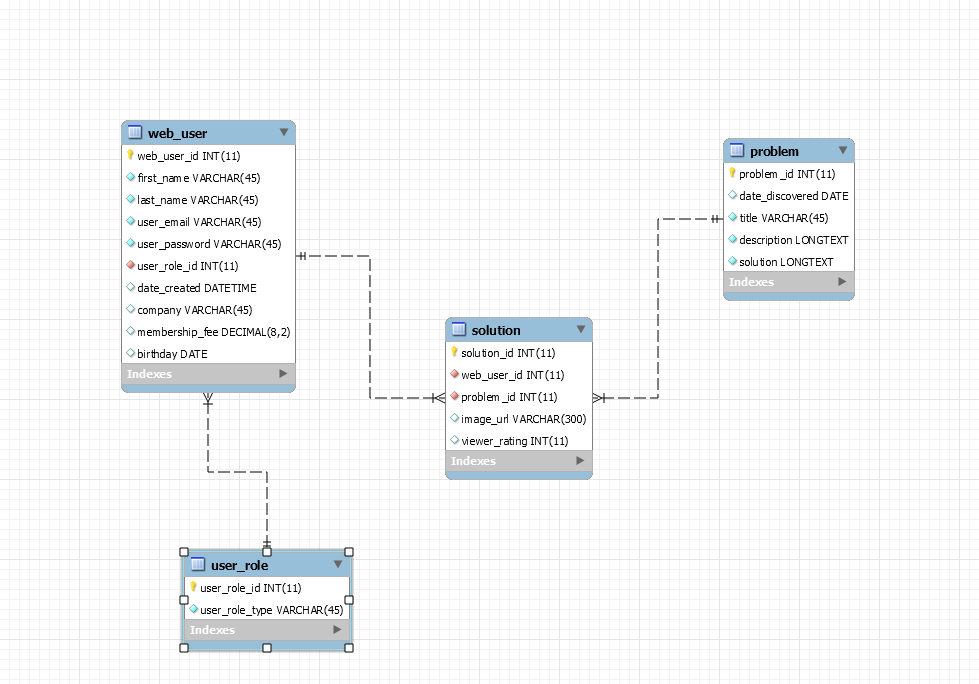 web_user
web_user_id INT(11)
first_name VARCHAR(45)
last_name VARCHAR(45)
user_email VARCHAR(45)
user_password VARCHAR(45)
user_role_id INT(11)
date_created DATETIME
company VARCHAR(45)
membership_fee DECIMAL(8,2)
birthday DATE
Indexes
problem
problem_id INT(11)
date_discovered DATE
title VARCHAR(45)
description LONGTEXT
solution LONGTEXT
Indexes
solution
solution_id INT(11)
web_user_id INT(11)
problem_id INT(11)
image_url VARCHAR(300)
viewer_rating INT(11)
Indexes
user_role
user_role_id INT(11)
user_role_type VARCHAR(45)
Indexes